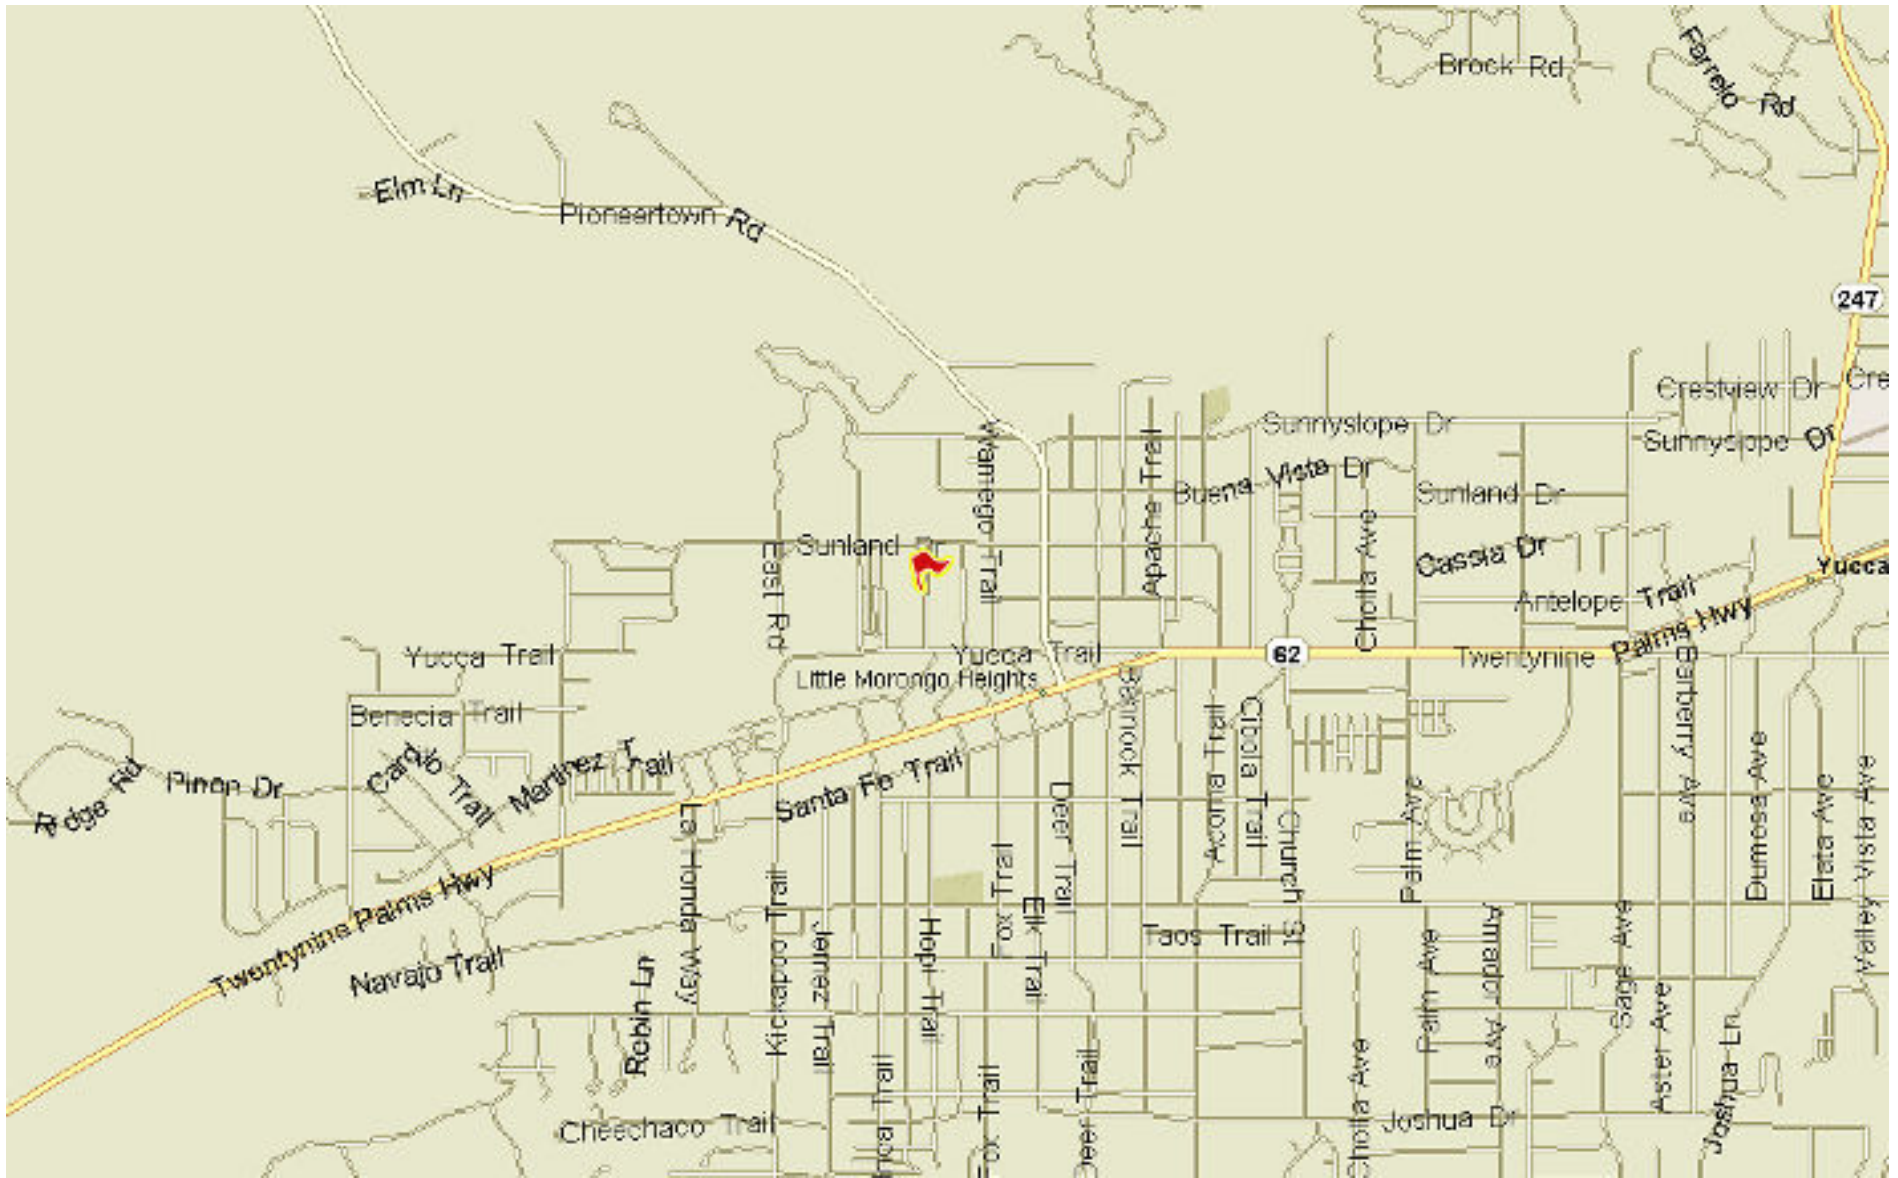 Brock Rd
Farrelo Rd
Elm Ln
Pioneertown Rd
247
Crestview Dr
Cre
Sunnyslope Dr
Sunnyslope Dr
Wamego Trail
Apache Trail
Buena Vista Dr
Sunland Dr
Sunland Dr
East Rd
Cholla Ave
Cassia Dr
Yucca
Antelope Trail
Yucca Trail
Yucca Trail
62
Twentynine Palms Hwy
Little Morongo Heights
Benecia Trail
Bannock Trail
Acoma Trail
Cibola Trail
Barberry Ave
Pinon Dr
Ridge Rd
Martinez Trail
Santa Fe Trail
Deer Trail
Palm Ave
Dumosa Ave
Elata Ave
Valley Vista Ave
La Honda Way
Church St
Twentynine Palms Hwy
Kickapoo Trail
Fox Trail
Elk Trail
Navajo Trail
Robin Ln
Jemez Trail
Hopi Trail
Taos Trail
Palm Ave
Amador Ave
Sage Ave
Aster Ave
Joshua Ln
Cheechaco Trail
Inca Trail
Fox Trail
Deer Trail
Cholla Ave
Joshua Dr